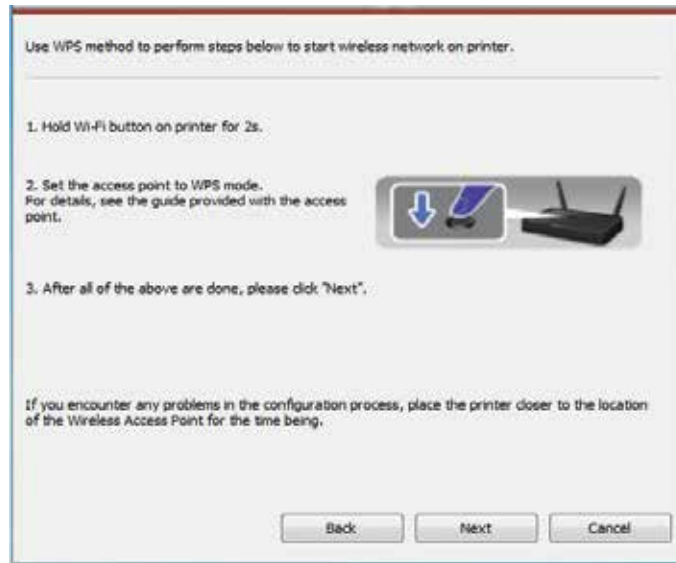 Use WPS method to perform steps below to start wireless network on printer.
1. Hold Wi-Fi button on printer for 2s.
2. Set the access point to WPS mode.
For details, see the guide provided with the access
point.
3. After all of the above are done, please click "Next".
If you encounter any problems in the configuration process, place the printer closer to the location
of the Wireless Access Point for the time being.
Back Next Cancel